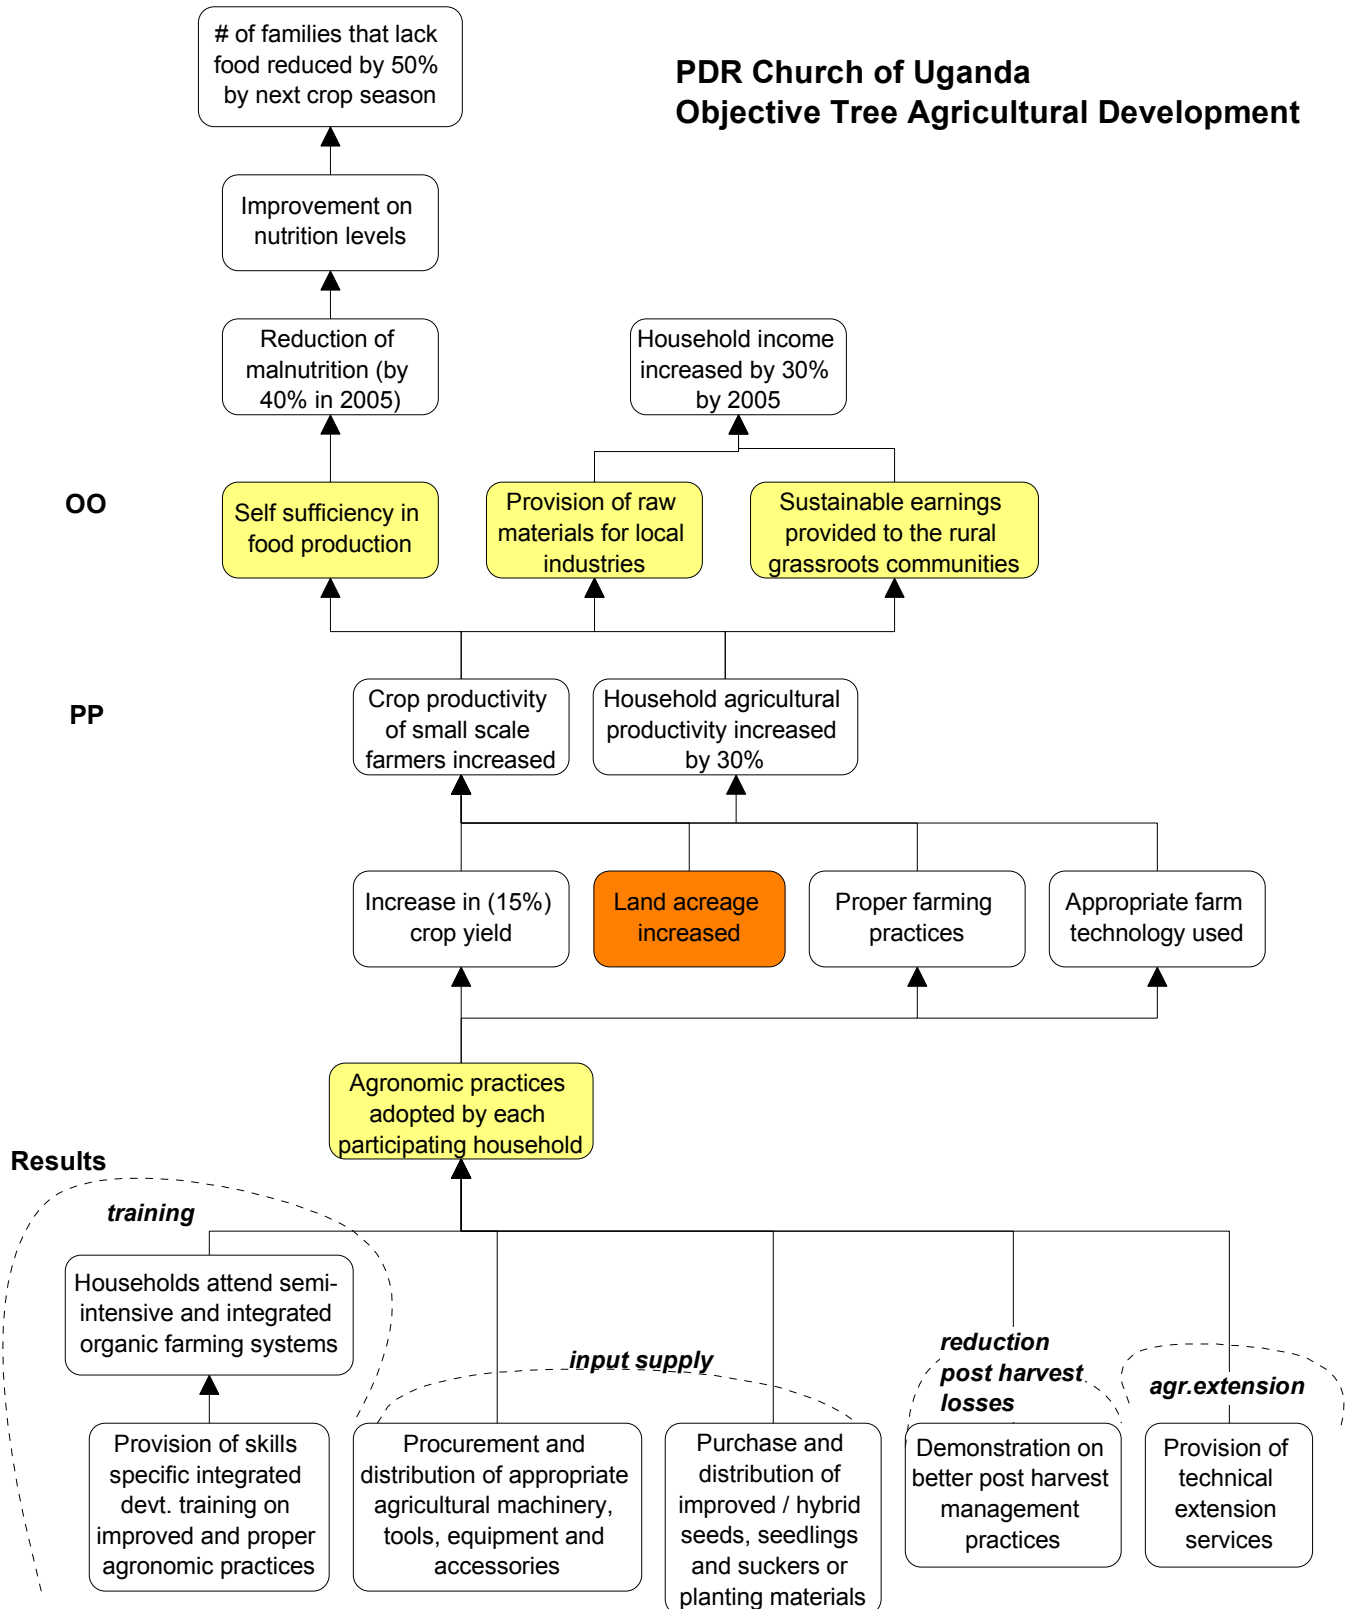 # of families that lack
food reduced by 50%
by next crop season
PDR Church of Uganda
Objective Tree Agricultural Development
Improvement on
nutrition levels
Reduction of
malnutrition (by
40% in 2005)
Household income
increased by 30%
by 2005
OO
Self sufficiency in
food production
Provision of raw
materials for local
industries
Sustainable earnings
provided to the rural
grassroots communities
PP
Crop productivity
of small scale
farmers increased
Household agricultural
productivity increased
by 30%
Increase in (15%)
crop yield
Land acreage
increased
Proper farming
practices
Appropriate farm
technology used
Agronomic practices
adopted by each
participating household
Results
training
Households attend semi-
intensive and integrated
organic farming systems
input supply
reduction
post harvest
losses
agr.extension
Provision of skills
specific integrated
devt. training on
improved and proper
agronomic practices
Procurement and
distribution of appropriate
agricultural machinery,
tools, equipment and
accessories
Purchase and
distribution of
improved / hybrid
seeds, seedlings
and suckers or
planting materials
Demonstration on
better post harvest
management
practices
Provision of
technical
extension
services